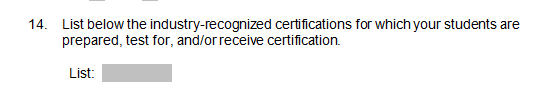 14. List below the industry-recognized certifications for which your students are
prepared, test for, and/or receive certification.
List: